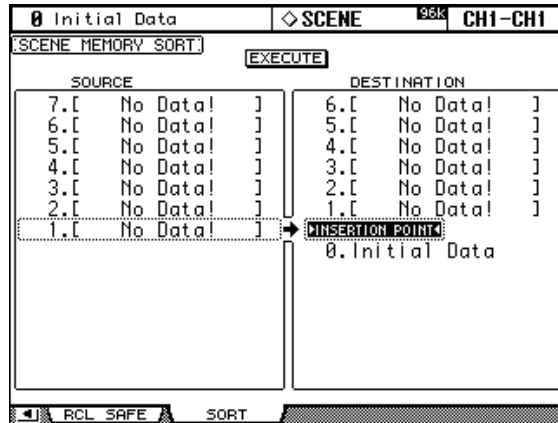 0 Initial Data ◇SCENE 96K CH1-CH1
SCENE MEMORY SORT
EXECUTE
SOURCE
7.[ No Data! ]
6.[ No Data! ]
5.[ No Data! ]
4.[ No Data! ]
3.[ No Data! ]
2.[ No Data! ]
1.[ No Data! ]
DESTINATION
6.[ No Data! ]
5.[ No Data! ]
4.[ No Data! ]
3.[ No Data! ]
2.[ No Data! ]
1.[ No Data! ]
INSERTION POINT
0.Initial Data
RCL SAFE
SORT